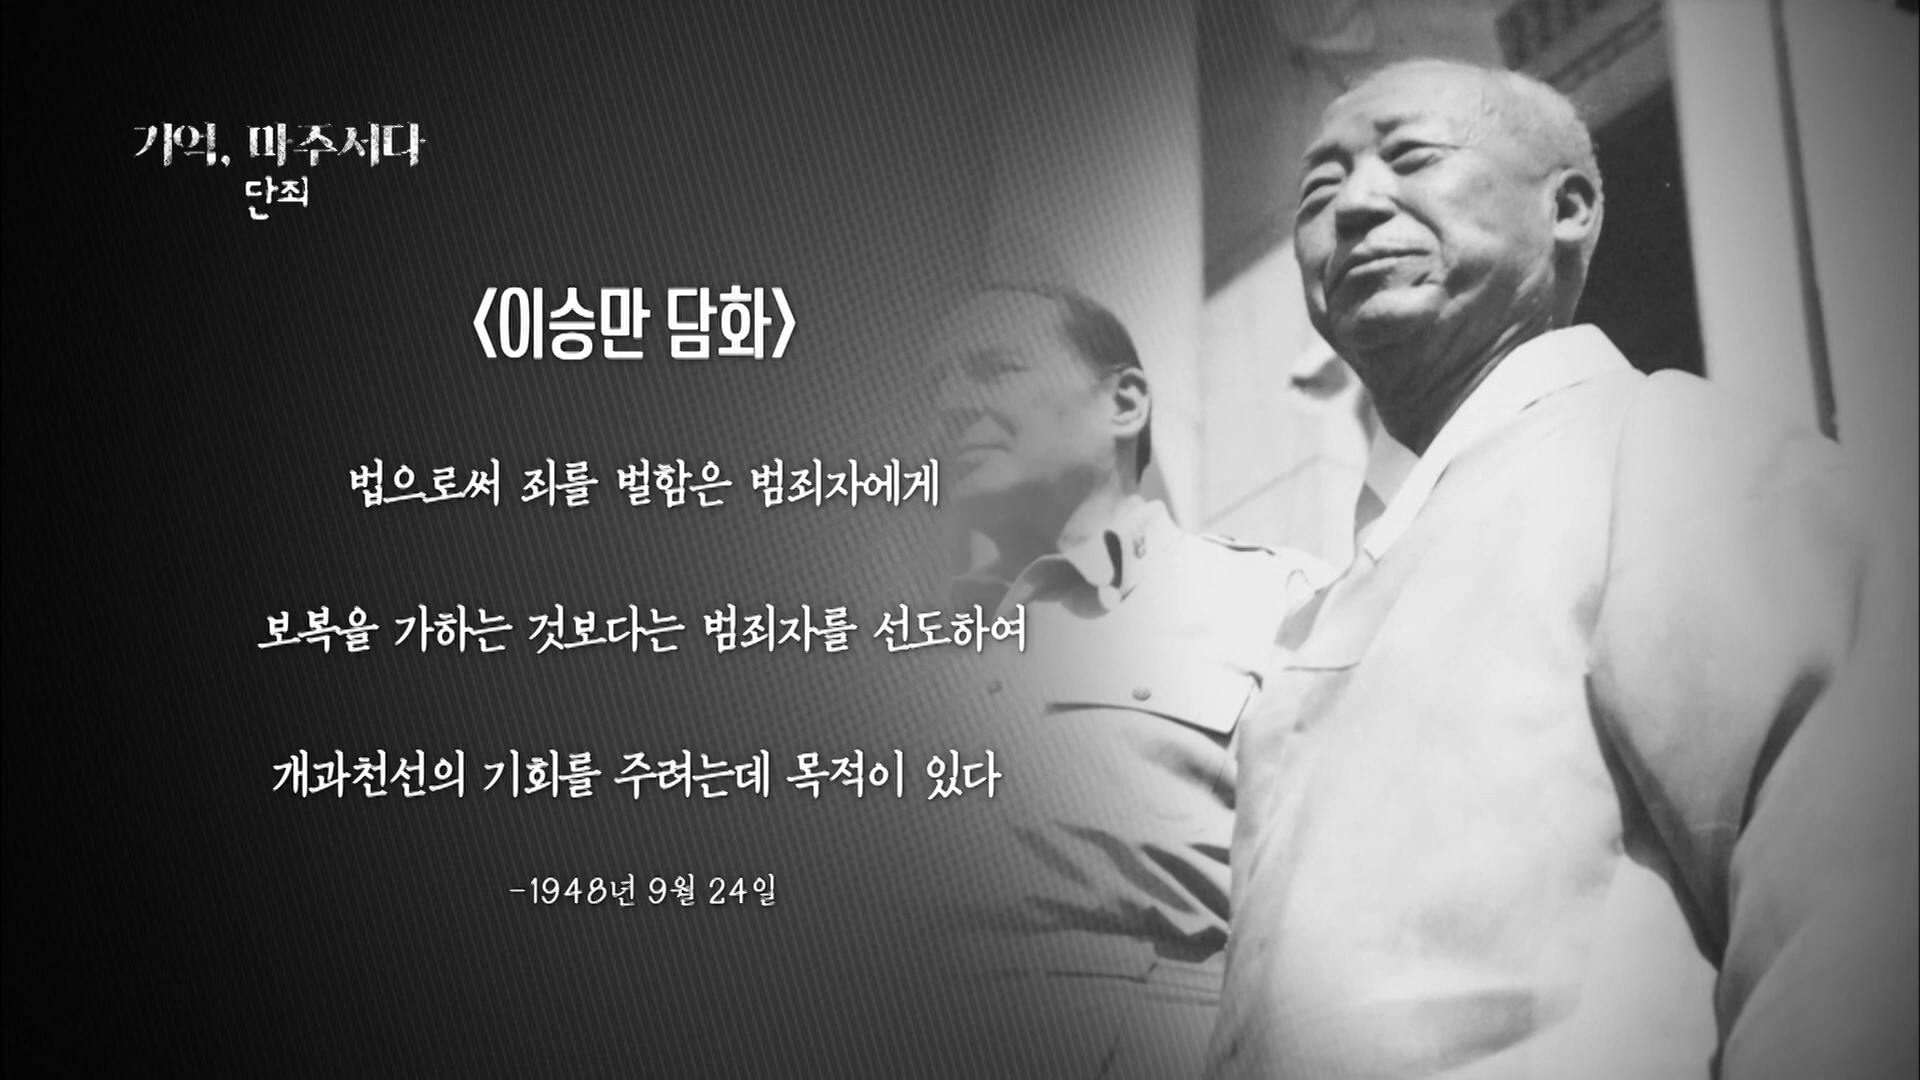 기억, 마주서다
단죄
<이승만 담화>
법으로써 죄를 벌함은 범죄자에게
보복을 가하는 것보다는 범죄자를 선도하여
개과천선의 기회를 주려는데 목적이 있다
-1948년 9월 24일